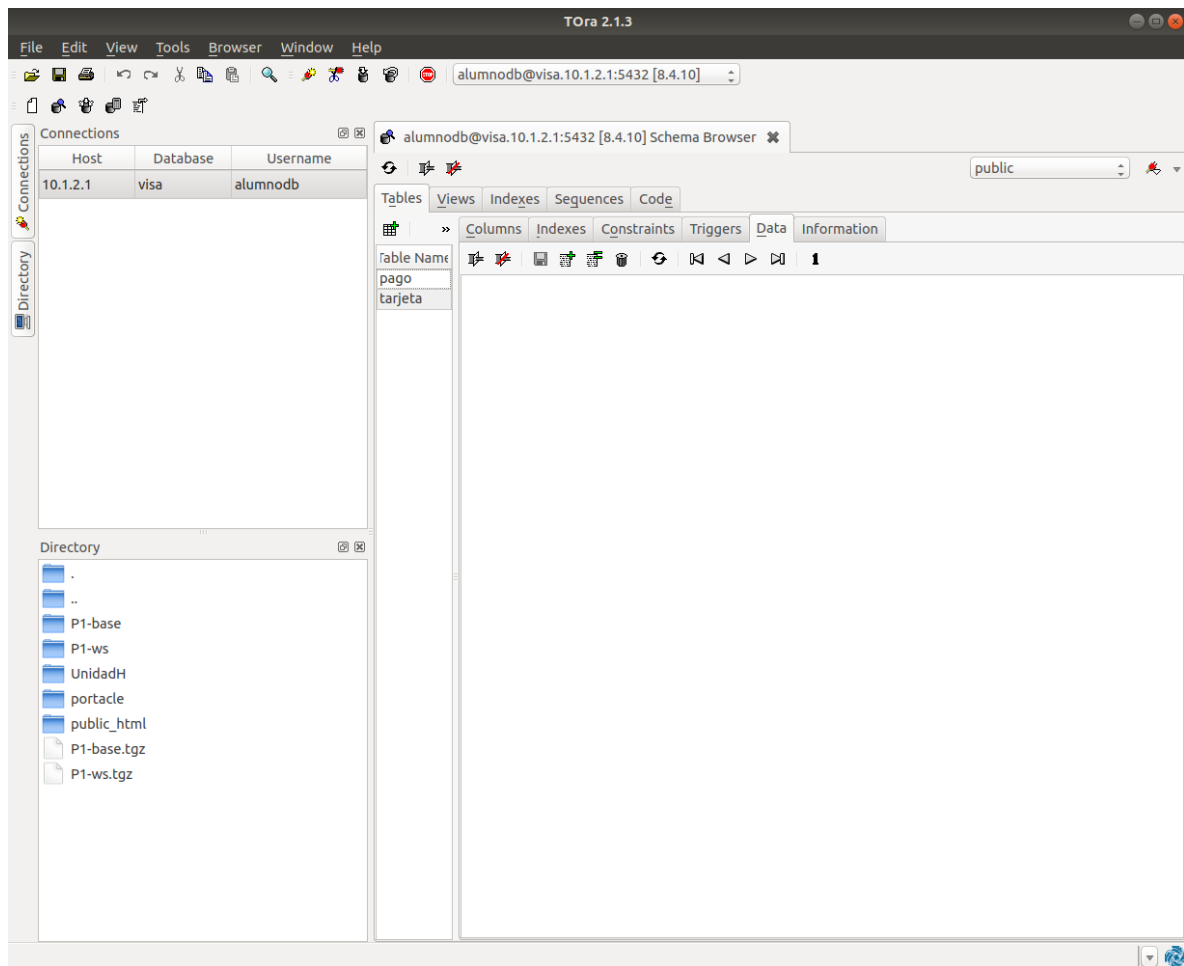 TOra 2.1.3
File Edit View Tools Browser Window Help
STOP alumnodb@visa.10.1.2.1:5432 [8.4.10]
Connections
Directory
Connections
Host Database Username
10.1.2.1 visa alumnodb
Directory
.
..
P1-base
P1-ws
UnidadH
portacle
public_html
P1-base.tgz
P1-ws.tgz
alumnodb@visa.10.1.2.1:5432 [8.4.10] Schema Browser
public
Tables Views Indexes Sequences Code
» Columns Indexes Constraints Triggers Data Information
Table Name
1
pago
tarjeta